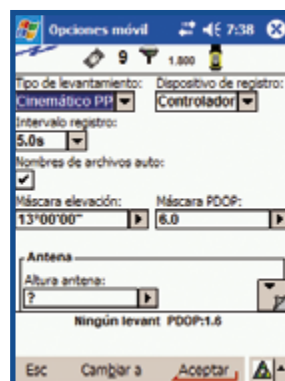 Opciones móvil 7:38
9 1.800
Tipo de levantamiento: Dispositivo de registro:
Cinemático PP Controlador
Intervalo registro:
5.0s
Nombres de archivos auto:
Máscara elevación: Máscara PDOP:
13°00'00" 6.0
Antena
Altura antena:
?
Ningún levant PDOP:1.6
Esc Cambiar a Aceptar